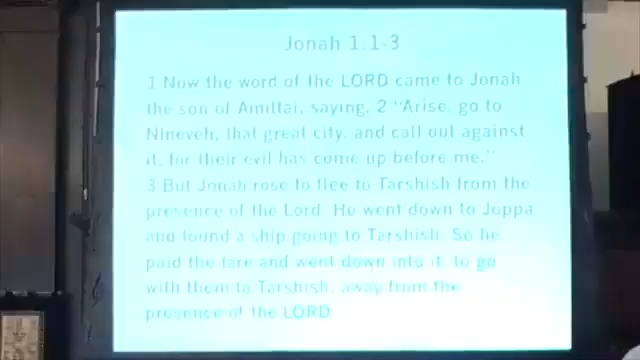 Jonah 1.1-3
1 Now the word of the LORD came to Jonah
the son of Amittai, saying, 2 “Arise, go to
Nineveh, that great city, and call out against
it, for their evil has come up before me.”
3 But Jonah rose to flee to Tarshish from the
presence of the Lord. He went down to Joppa
and found a ship going to Tarshish. So he
paid the fare and went down into it, to go
with them to Tarshish, away from the
presence of the LORD.